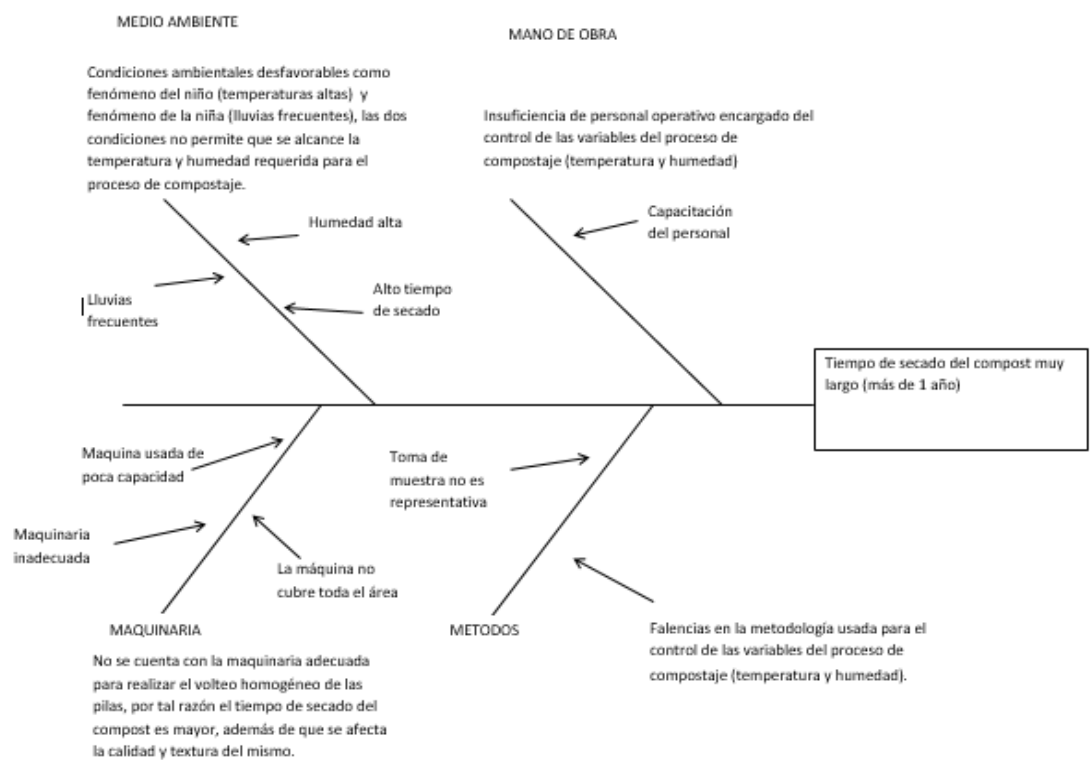 MEDIO AMBIENTE
MANO DE OBRA
Condiciones ambientales desfavorables como
fenómeno del niño (temperaturas altas) y
fenómeno de la niña (lluvias frecuentes), las dos
condiciones no permite que se alcance la
temperatura y humedad requerida para el
proceso de compostaje.
Insuficiencia de personal operativo encargado del
control de las variables del proceso de
compostaje (temperatura y humedad)
Humedad alta
Capacitación
del personal
Lluvias
frecuentes
Alto tiempo
de secado
Tiempo de secado del compost muy
largo (más de 1 año)
Maquina usada de
poca capacidad
Toma de
muestra no es
representativa
Maquinaria
inadecuada
La máquina no
cubre toda el área
MAQUINARIA
METODOS
No se cuenta con la maquinaria adecuada
para realizar el volteo homogéneo de las
pilas, por tal razón el tiempo de secado del
compost es mayor, además de que se afecta
la calidad y textura del mismo.
Falencias en la metodología usada para el
control de las variables del proceso de
compostaje (temperatura y humedad).